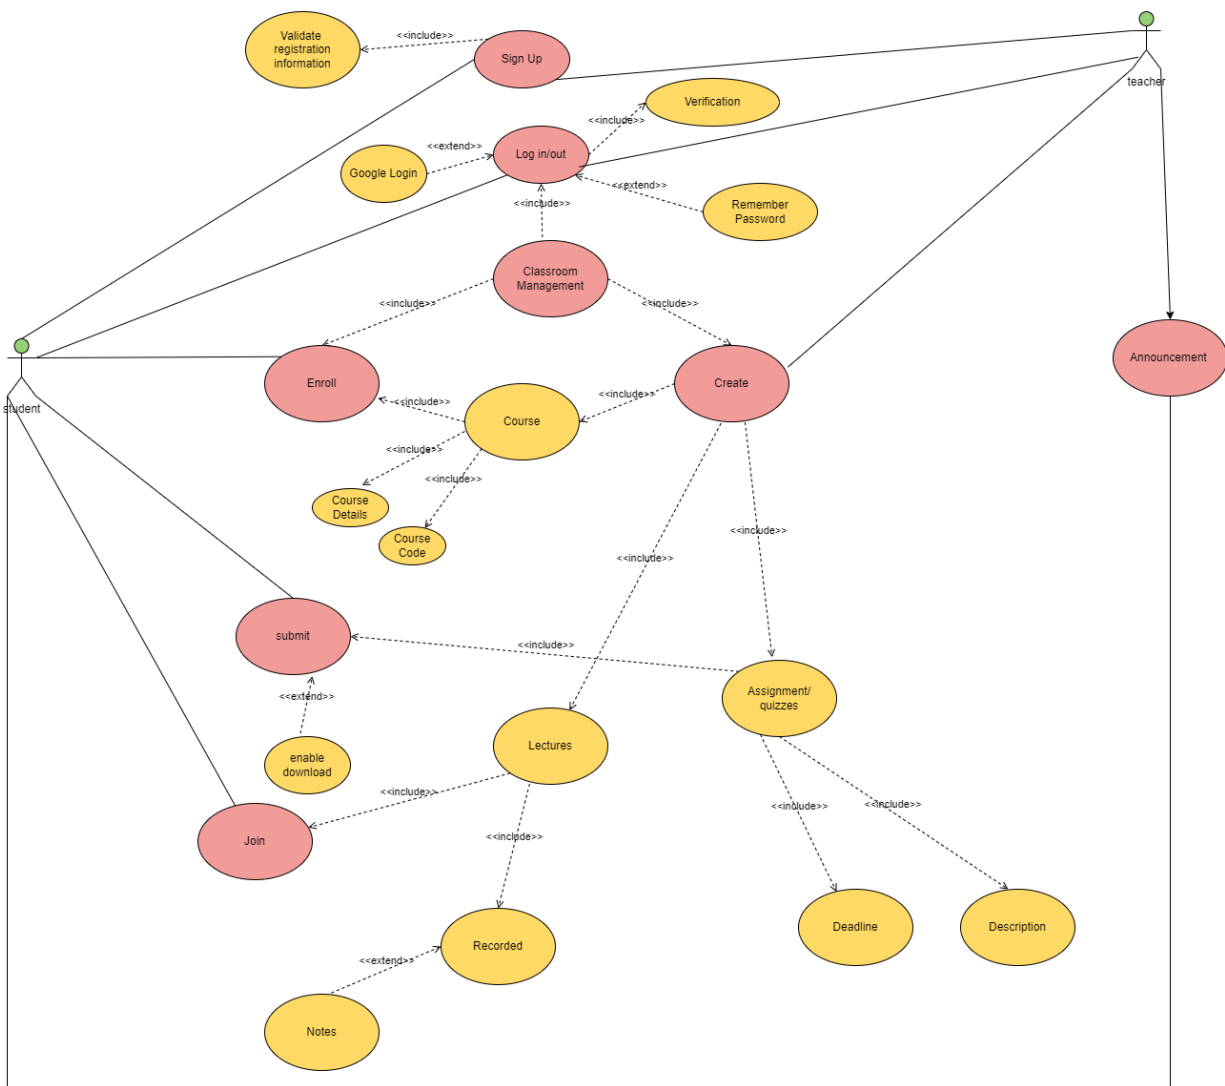 Validate
registration
information
<<include>>
Sign Up
teacher
Verification
<<include>>
<<extend>>
Log in/out
Google Login
<<extend>>
Remember
Password
<<include>>
Classroom
Management
<<include>>
<<include>>
student
Enroll
Create
Announcement
<<include>>
<<include>>
Course
<<include>>
<<include>>
Course
Details
Course
Code
<<include>>
<<include>>
submit
<<include>>
<<extend>>
Assignment/
quizzes
enable
download
Lectures
<<include>>
<<include>>
<<include>>
<<include>>
Join
Deadline
Description
Recorded
<<extend>>
Notes